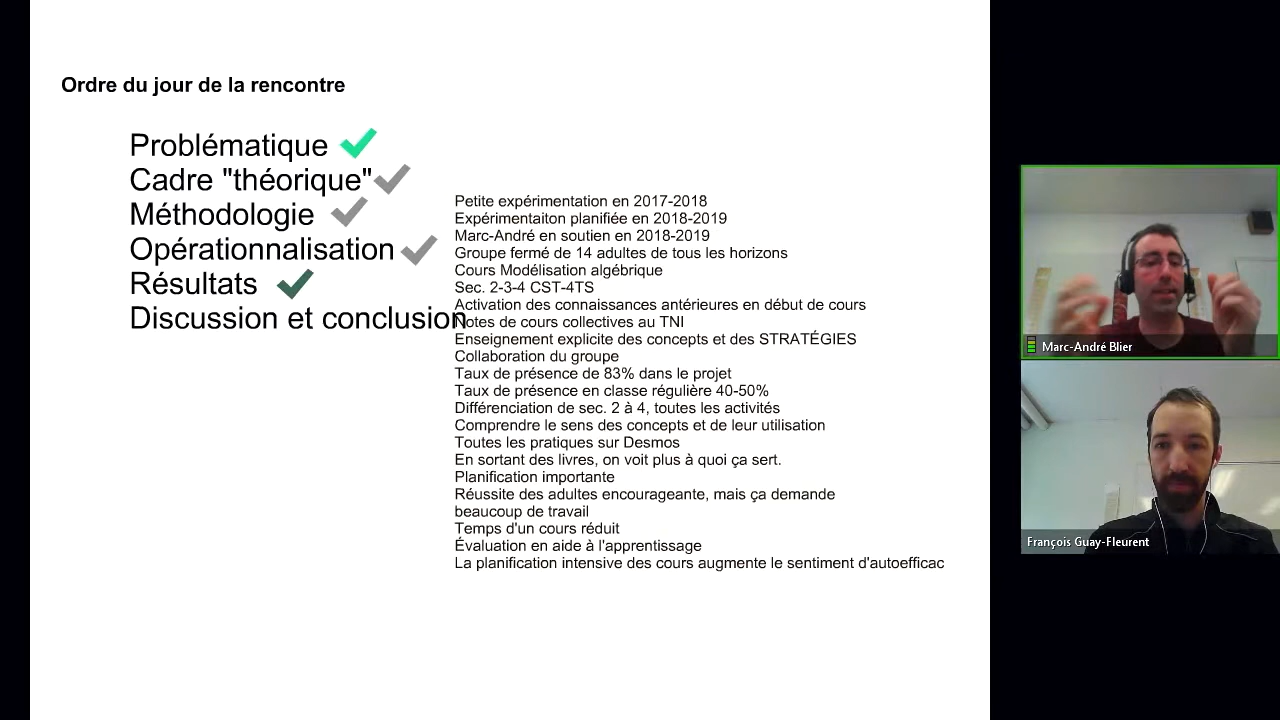 Ordre du jour de la rencontre
Problématique
Cadre "théorique"
Méthodologie
Opérationnalisation
Résultats
Discussion et conclusion
Petite expérimentation en 2017-2018
Expérimentaiton planifiée en 2018-2019
Marc-André en soutien en 2018-2019
Groupe fermé de 14 adultes de tous les horizons
Cours Modélisation algébrique
Sec. 2-3-4 CST-4TS
Activation des connaissances antérieures en début de cours
Notes de cours collectives au TNI
Enseignement explicite des concepts et des STRATÉGIES
Collaboration du groupe
Taux de présence de 83% dans le projet
Taux de présence en classe régulière 40-50%
Différenciation de sec. 2 à 4, toutes les activités
Comprendre le sens des concepts et de leur utilisation
Toutes les pratiques sur Desmos
En sortant des livres, on voit plus à quoi ça sert.
Planification importante
Réussite des adultes encourageante, mais ça demande
beaucoup de travail
Temps d'un cours réduit
Évaluation en aide à l'apprentissage
La planification intensive des cours augmente le sentiment d'autoefficac
Marc-André Blier
François Guay-Fleurent